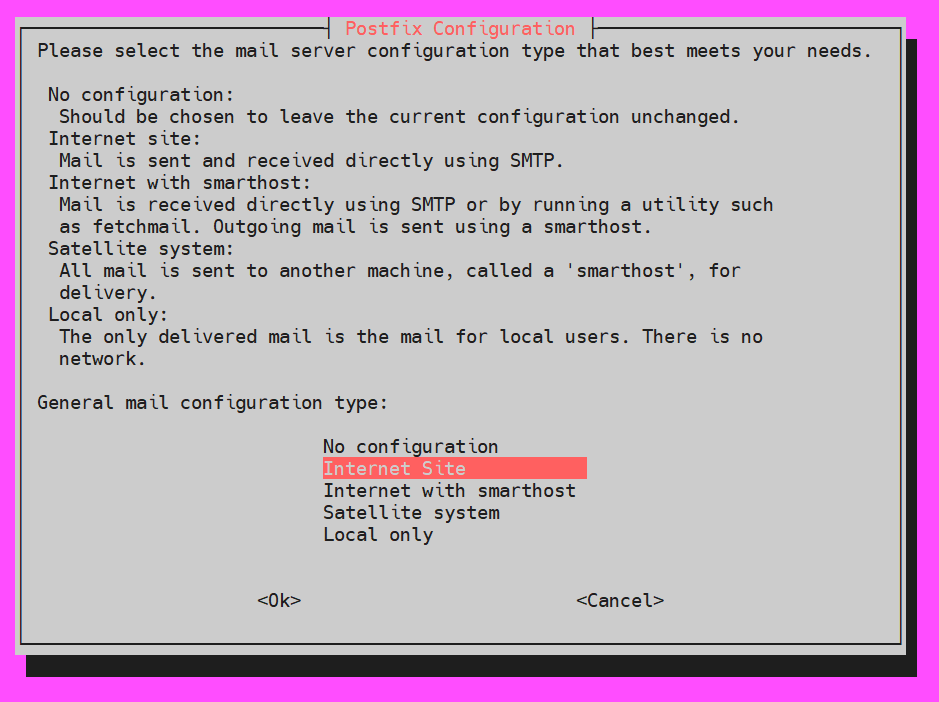 Postfix Configuration
Please select the mail server configuration type that best meets your needs.
No configuration:
Should be chosen to leave the current configuration unchanged.
Internet site:
Mail is sent and received directly using SMTP.
Internet with smarthost:
Mail is received directly using SMTP or by running a utility such
as fetchmail. Outgoing mail is sent using a smarthost.
Satellite system:
All mail is sent to another machine, called a 'smarthost', for
delivery.
Local only:
The only delivered mail is the mail for local users. There is no
network.
General mail configuration type:
No configuration
Internet Site
Internet with smarthost
Satellite system
Local only
<Ok> <Cancel>